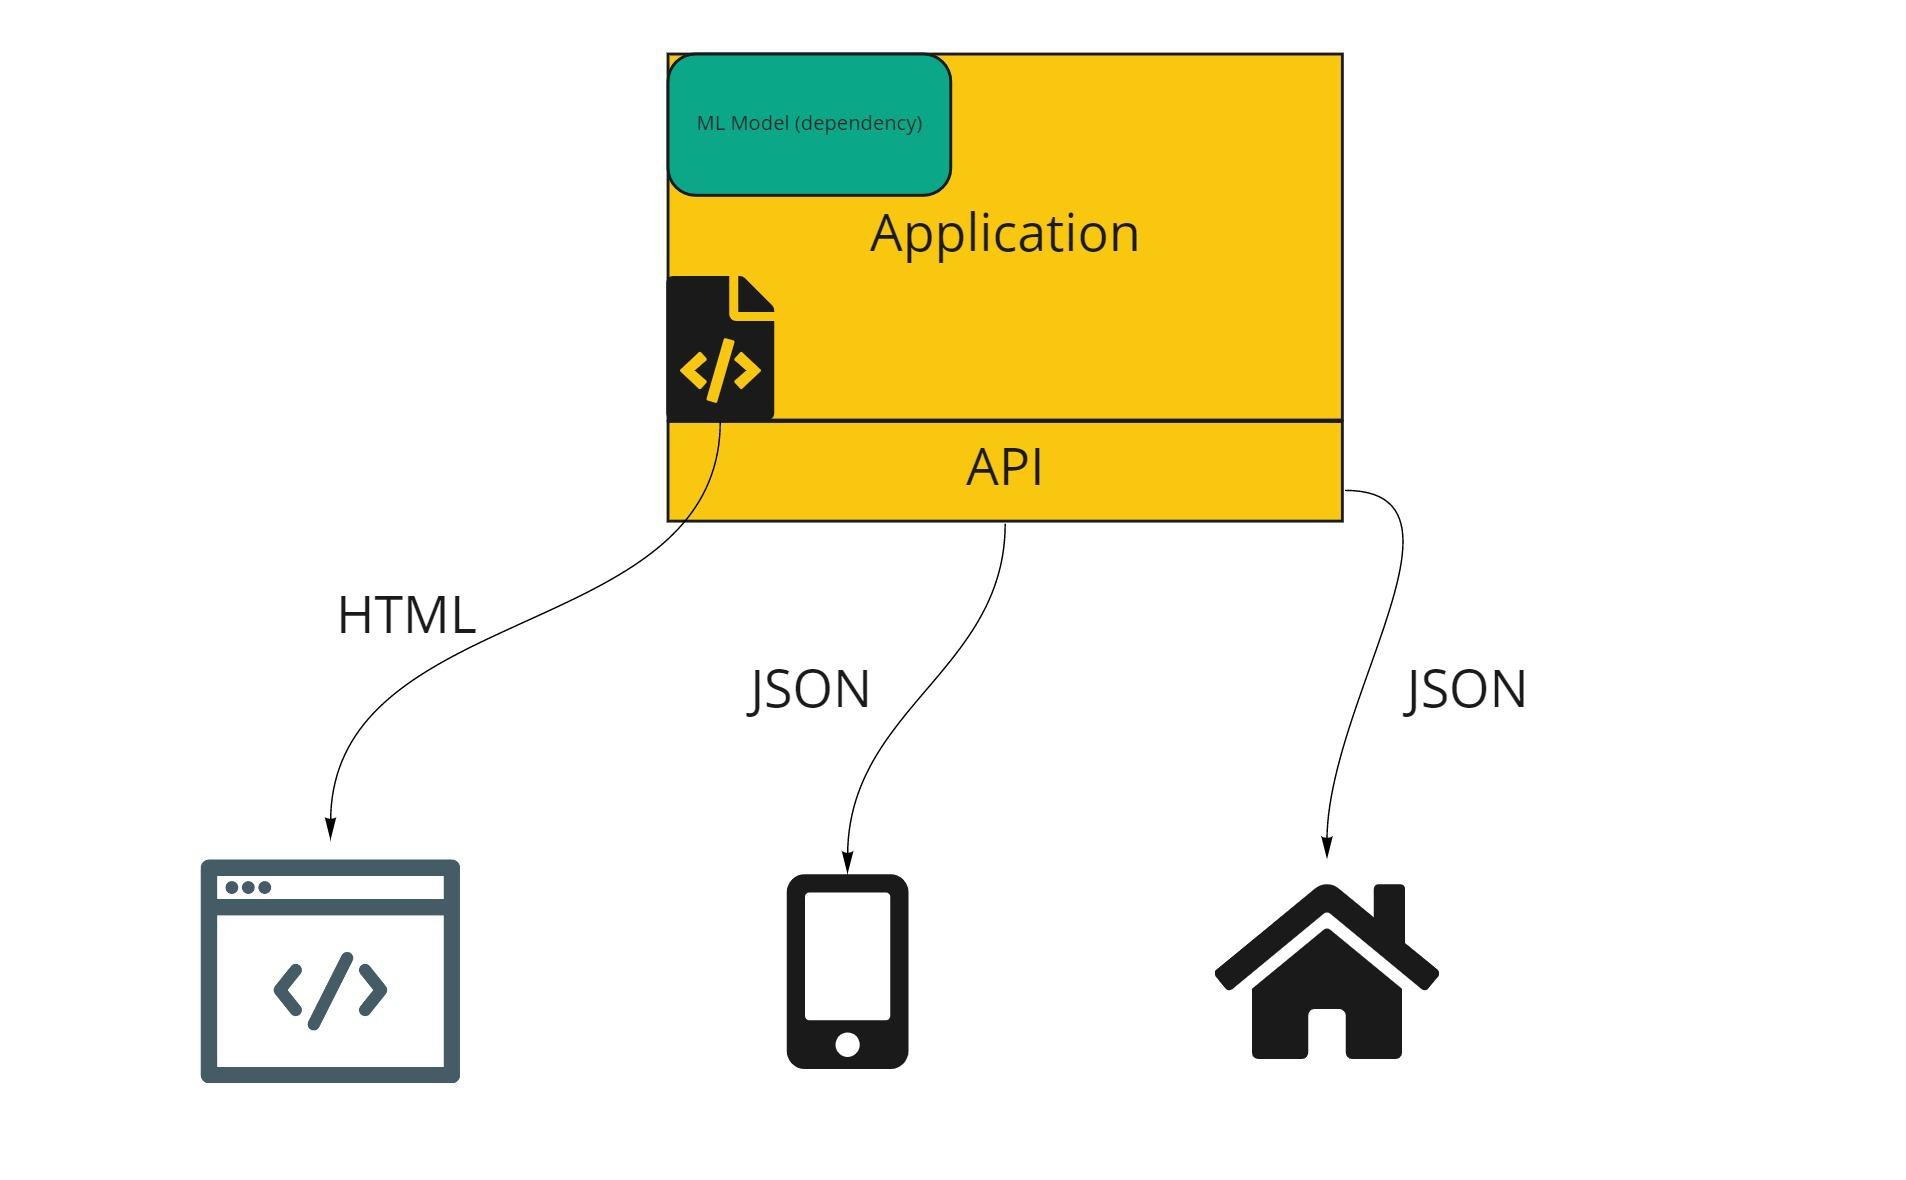 ML Model (dependency)
Application
</>
API
HTML
JSON
JSON
</>